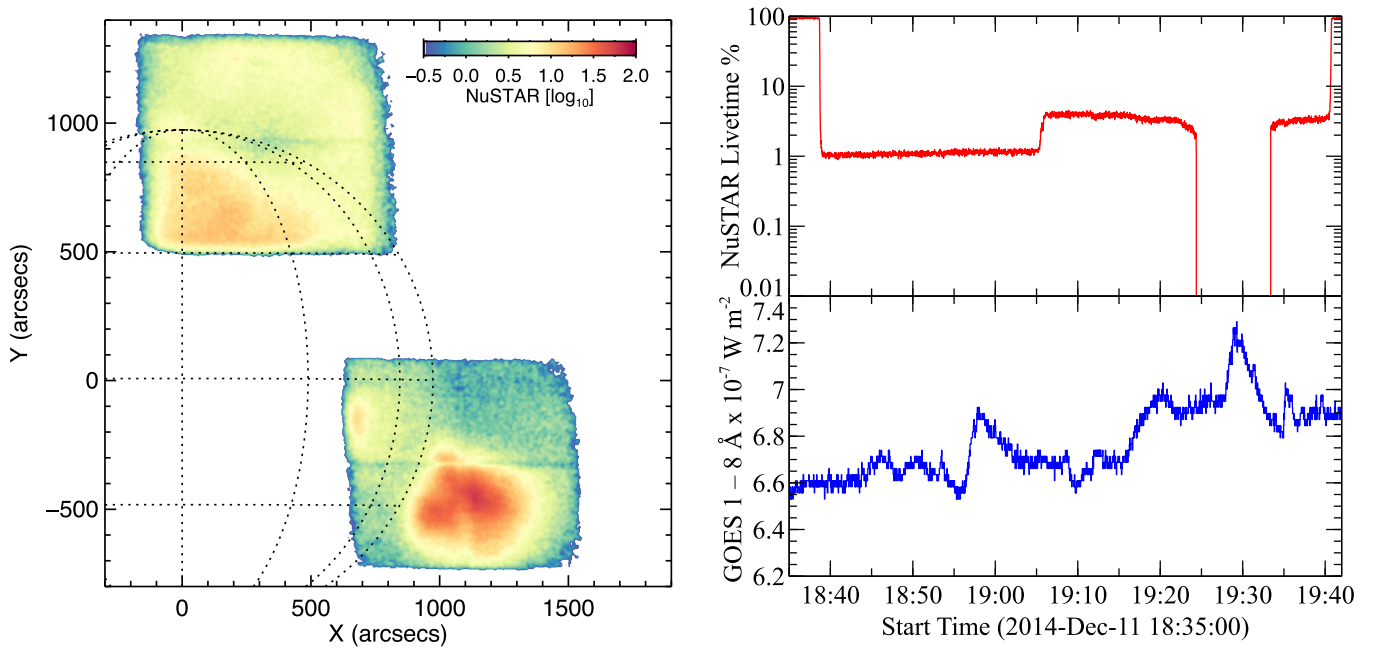 −0.5 0.0 0.5 1.0 1.5 2.0
NuSTAR [log10]
1000
500
0
−500
Y (arcsecs)
0 500 1000 1500
X (arcsecs)
100
10
1
0.1
0.01
NuSTAR Livetime %
7.4
7.2
7
6.8
6.6
6.4
6.2
GOES 1 – 8 Å x 10-7 W m-2
18:40 18:50 19:00 19:10 19:20 19:30 19:40
Start Time (2014-Dec-11 18:35:00)